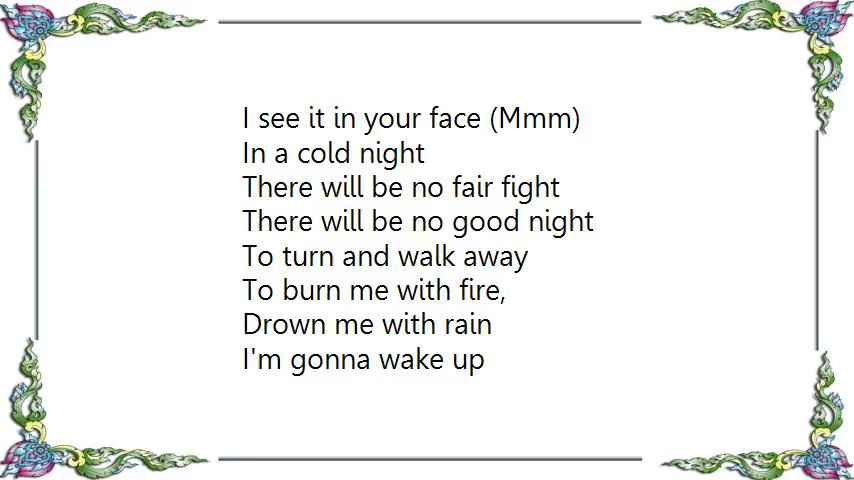 I see it in your face (Mmm)
In a cold night
There will be no fair fight
There will be no good night
To turn and walk away
To burn me with fire,
Drown me with rain
I'm gonna wake up